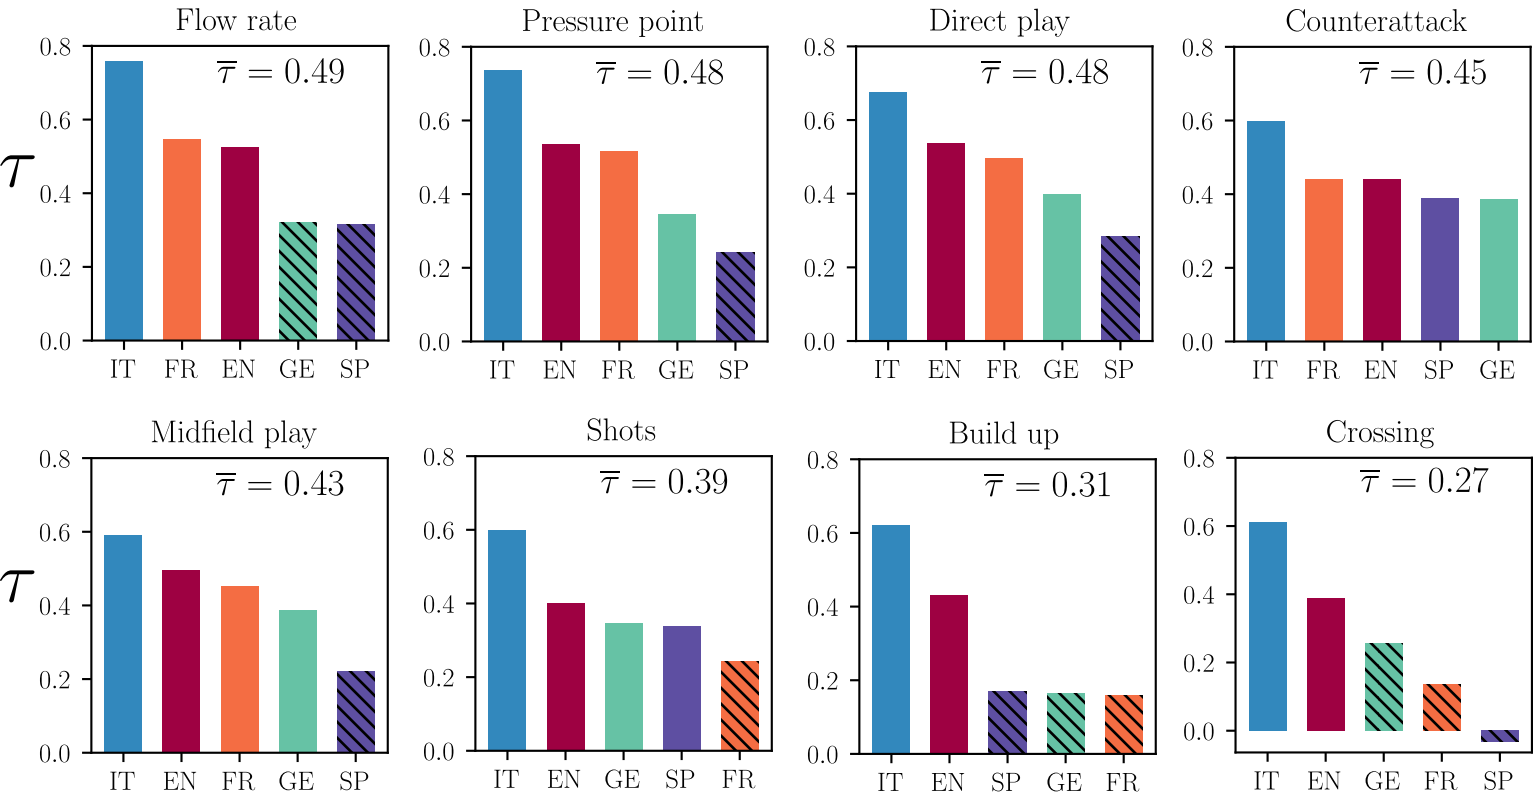 Flow rate
τ̅ = 0.49
τ
0.8
0.6
0.4
0.2
0.0
IT FR EN GE SP
Pressure point
τ̅ = 0.48
0.8
0.6
0.4
0.2
0.0
IT EN FR GE SP
Direct play
τ̅ = 0.48
0.8
0.6
0.4
0.2
0.0
IT EN FR GE SP
Counterattack
τ̅ = 0.45
0.8
0.6
0.4
0.2
0.0
IT FR EN SP GE
Midfield play
τ̅ = 0.43
τ
0.8
0.6
0.4
0.2
0.0
IT EN FR GE SP
Shots
τ̅ = 0.39
0.8
0.6
0.4
0.2
0.0
IT EN GE SP FR
Build up
τ̅ = 0.31
0.8
0.6
0.4
0.2
0.0
IT EN SP GE FR
Crossing
τ̅ = 0.27
0.8
0.6
0.4
0.2
0.0
IT EN GE FR SP